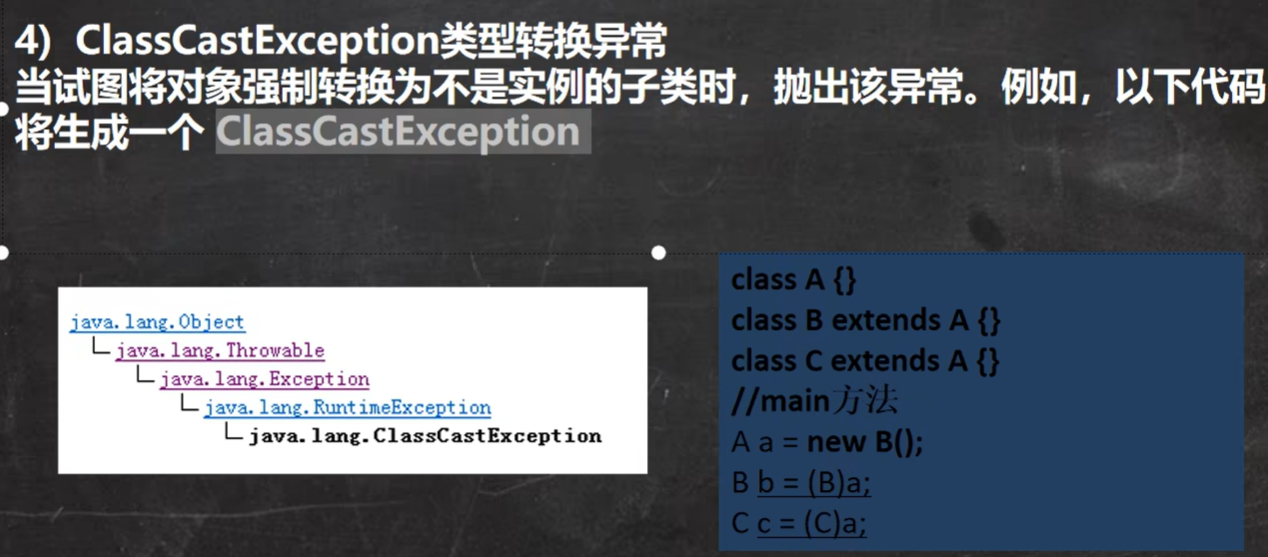 4）ClassCastException类型转换异常
当试图将对象强制转换为不是实例的子类时，抛出该异常。例如，以下代码
将生成一个 ClassCastException
java.lang.Object
java.lang.Throwable
java.lang.Exception
java.lang.RuntimeException
java.lang.ClassCastException
class A {}
class B extends A {}
class C extends A {}
//main方法
A a = new B();
B b = (B)a;
C c = (C)a;